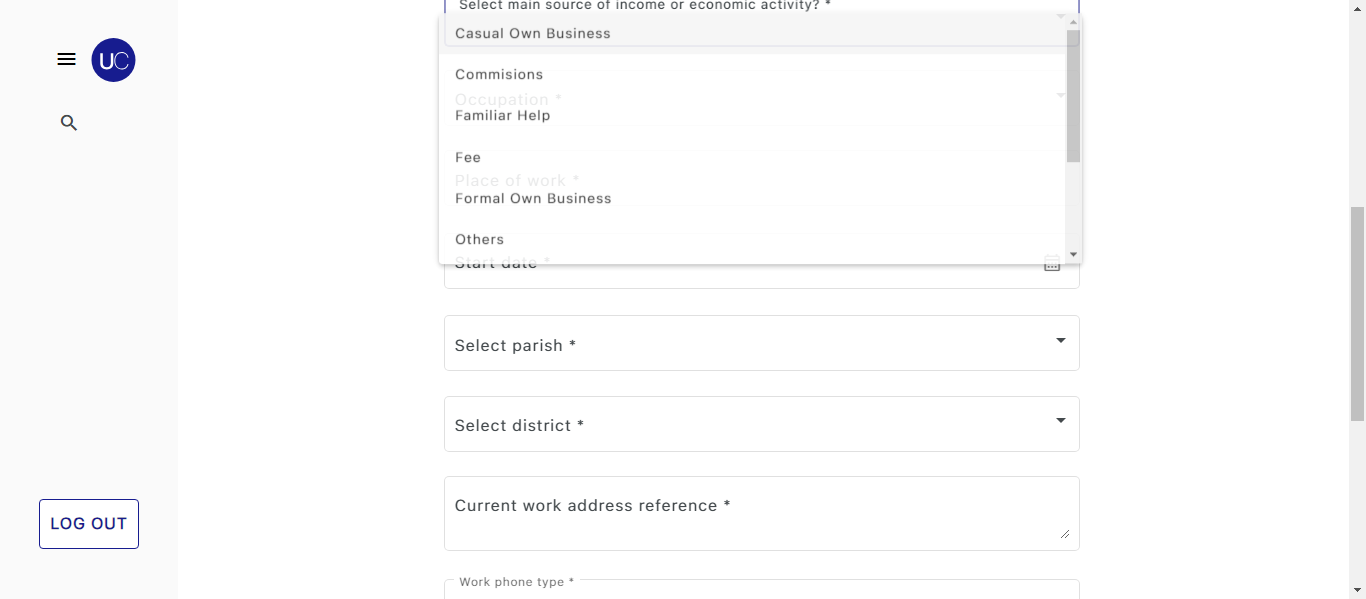 Select main source of income or economic activity? *
Casual Own Business
UC
Commisions
Occupation *
Familiar Help
Fee
Place of work *
Formal Own Business
Others
Start date *
Select parish *
Select district *
Current work address reference *
LOG OUT
Work phone type *